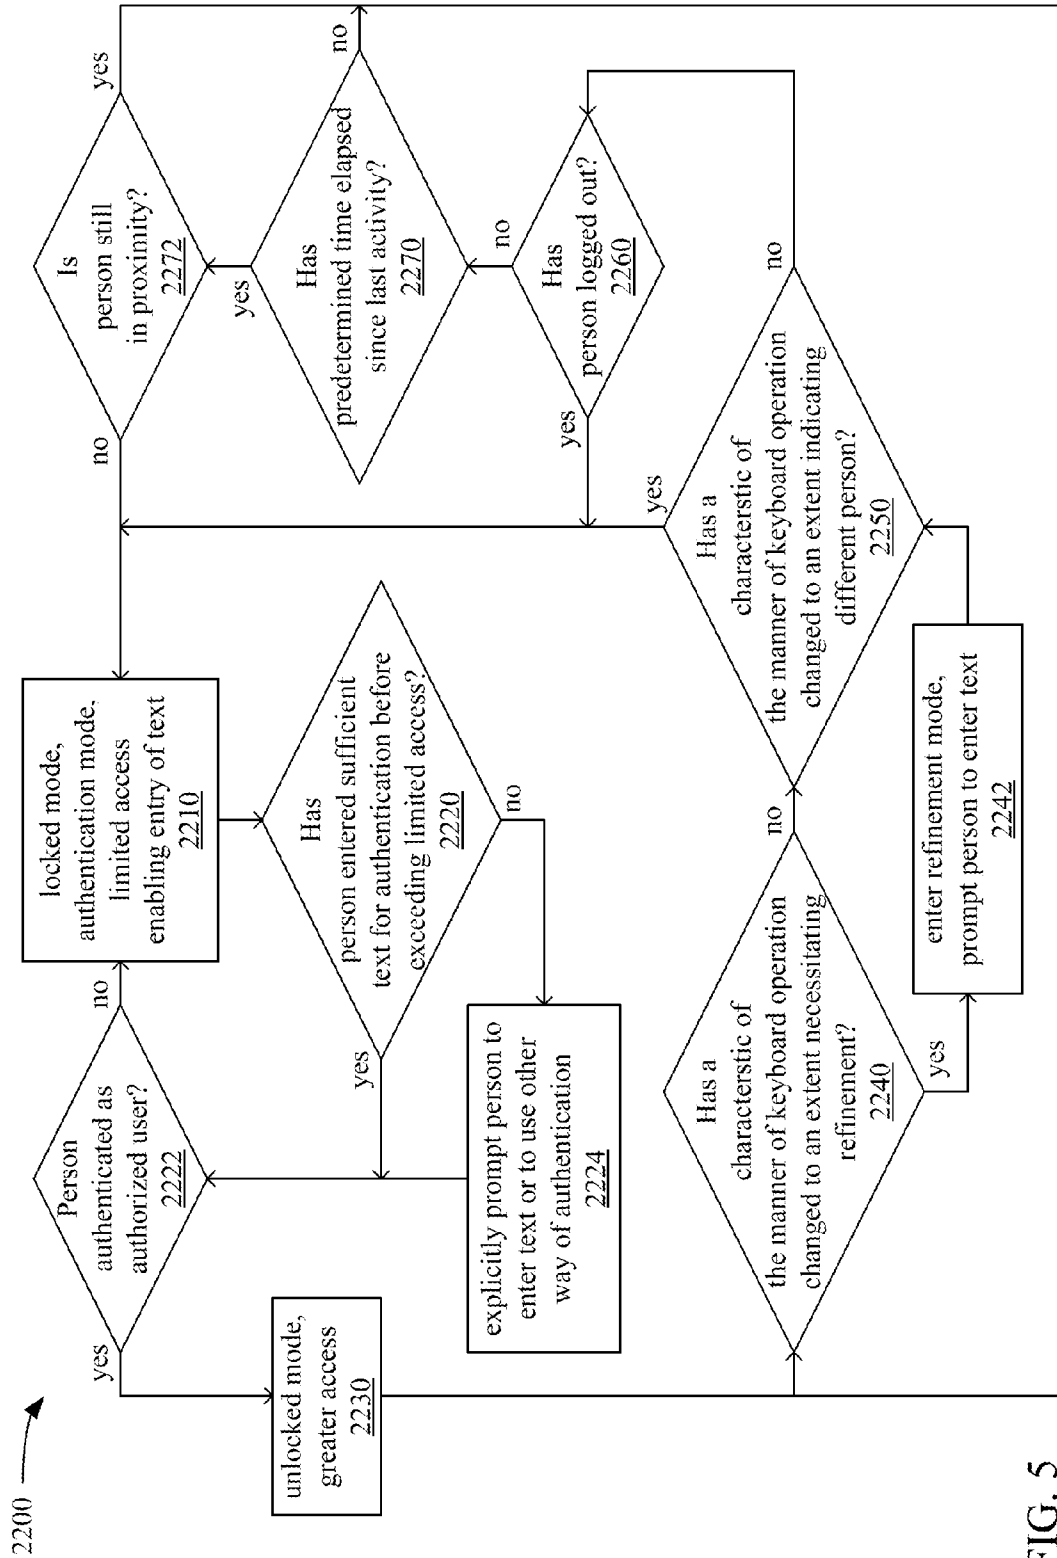 2200
Person
authenticated as
authorized user?
2222
yes
no
locked mode,
authentication mode,
limited access
enabling entry of text
2210
Is
person still
in proximity?
2272
no
yes
unlocked mode,
greater access
2230
Has
person entered sufficient
text for authentication before
exceeding limited access?
2220
yes
no
Has
predetermined time elapsed
since last activity?
2270
yes
no
explicitly prompt person to
enter text or to use other
way of authentication
2224
Has
person logged out?
2260
yes
no
Has a
characterstic of
the manner of keyboard operation
changed to an extent necessitating
refinement?
2240
yes
no
Has a
characterstic of
the manner of keyboard operation
changed to an extent indicating
different person?
2250
yes
no
enter refinement mode,
prompt person to enter text
2242
FIG. 5